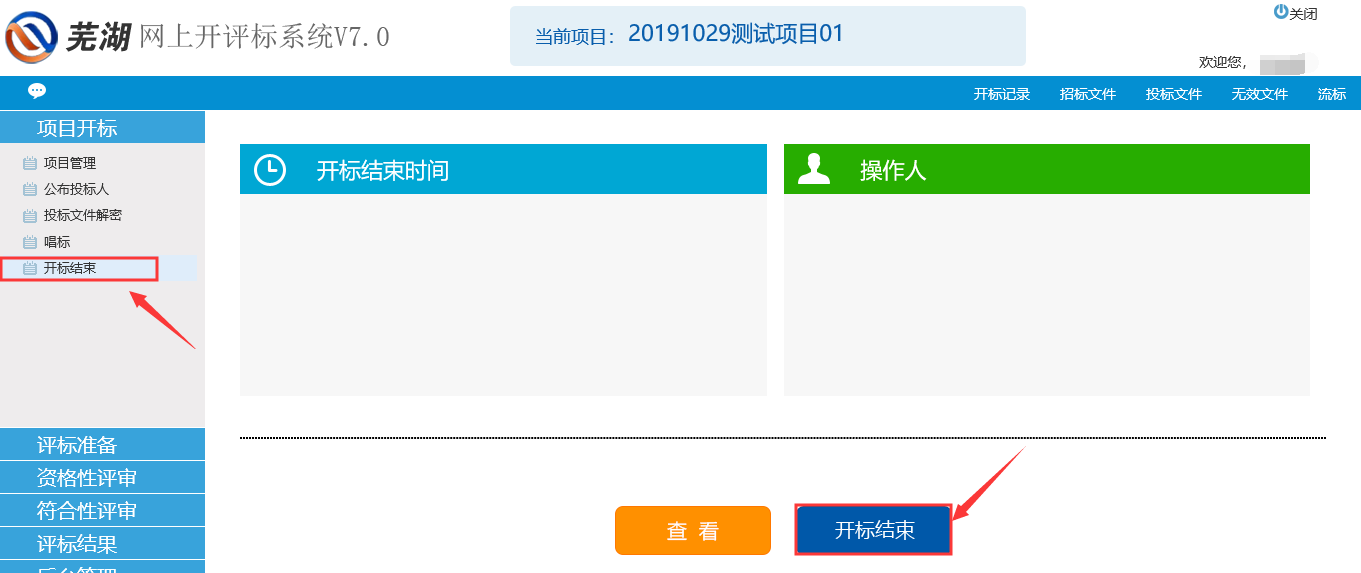 芜湖 网上开评标系统V7.0
当前项目： 20191029测试项目01
关闭
欢迎您，
开标记录 招标文件 投标文件 无效文件 流标
项目开标
项目管理
公布投标人
投标文件解密
唱标
开标结束
开标结束时间
操作人
评标准备
资格性评审
符合性评审
评标结果
后台管理
查 看
开标结束